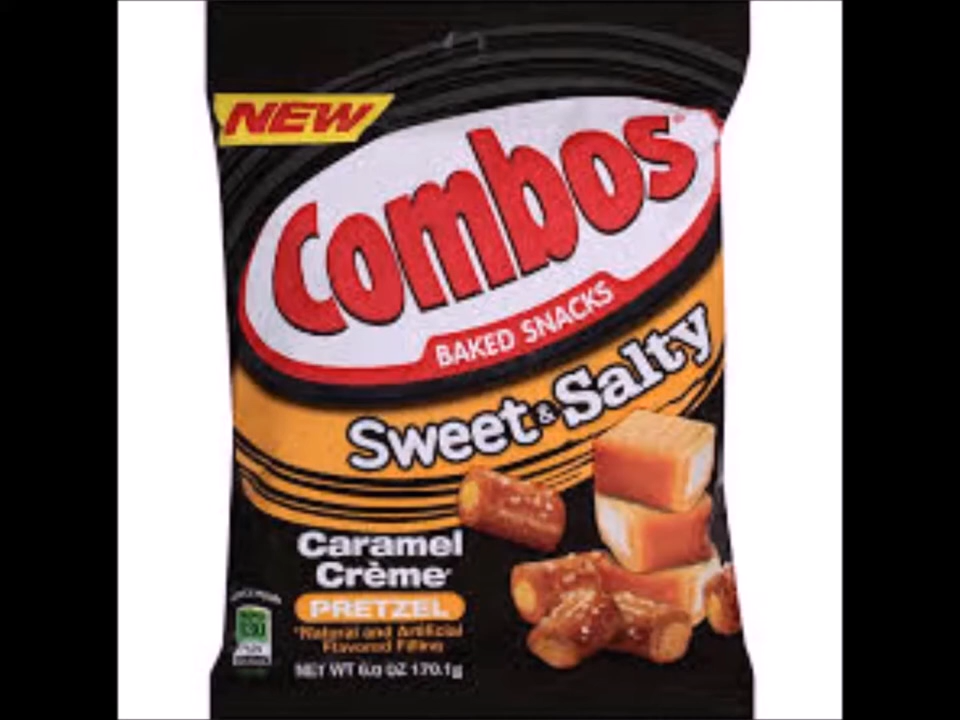 NEW
Combos®
BAKED SNACKS
Sweet & Salty
Caramel
Crème*
PRETZEL
*Natural and Artificial
Flavored Filling
NET WT 6.0 OZ 170.1g